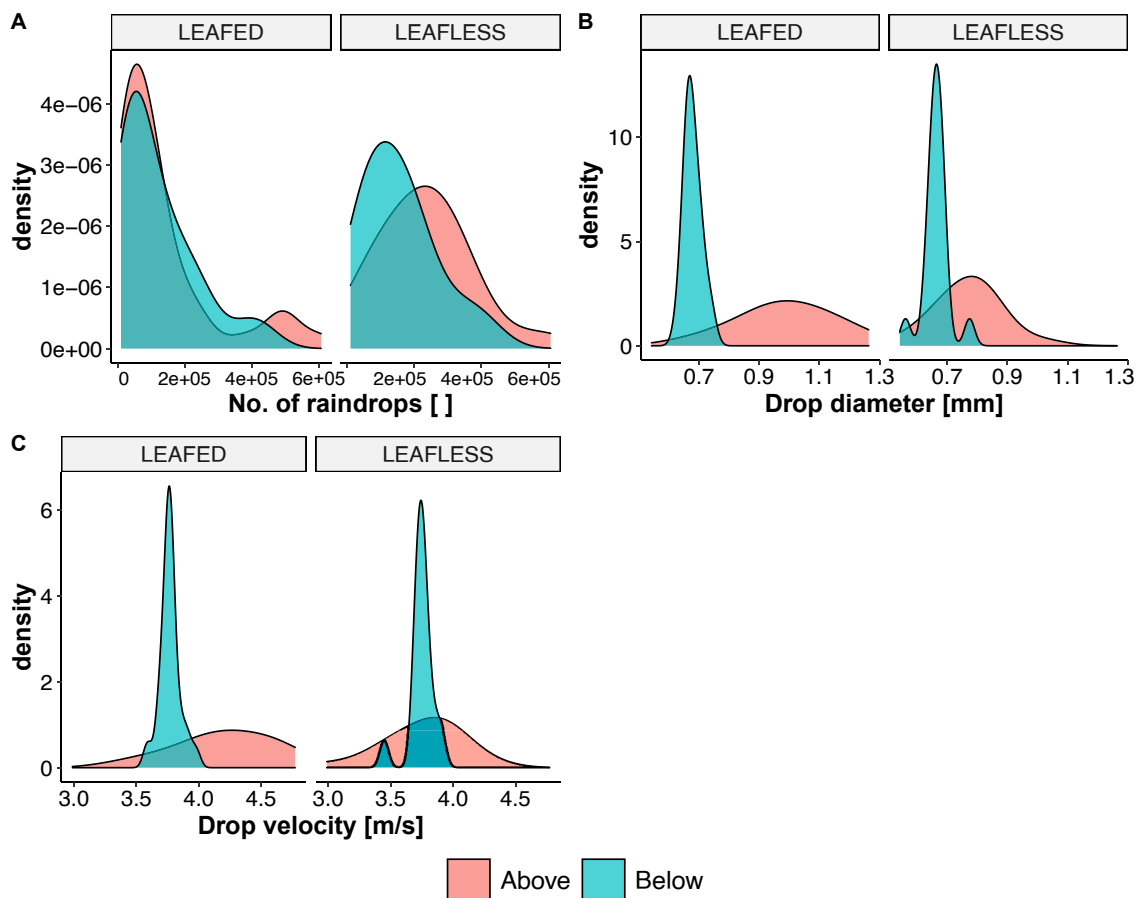 A
LEAFED LEAFLESS
density
4e−06
3e−06
2e−06
1e−06
0e+00
0 2e+05 4e+05 6e+05 2e+05 4e+05 6e+05
No. of raindrops [ ]
B
LEAFED LEAFLESS
density
10
5
0
0.7 0.9 1.1 1.3 0.7 0.9 1.1 1.3
Drop diameter [mm]
C
LEAFED LEAFLESS
density
6
4
2
0
3.0 3.5 4.0 4.5 3.0 3.5 4.0 4.5
Drop velocity [m/s]
Above Below